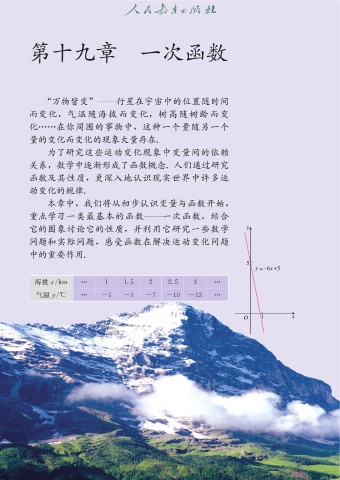 人民教育出版社
第十九章 一次函数
“万物皆变”——行星在宇宙中的位置随时间
而变化，气温随海拔而变化，树高随树龄而变
化……在你周围的事物中，这种一个量随另一个
量的变化而变化的现象大量存在.
为了研究这些运动变化现象中变量间的依赖
关系，数学中逐渐形成了函数概念. 人们通过研究
函数及其性质，更深入地认识现实世界中许多运
动变化的规律.
本章中，我们将从初步认识变量与函数开始，
重点学习一类最基本的函数——一次函数，结合
它的图象讨论它的性质，并利用它研究一些数学
问题和实际问题，感受函数在解决运动变化问题
中的重要作用.
y
5
y=-6x+5
O 1 x
海拔 x/km … 1 1.5 2 2.5 3 …
气温 y/℃ … -1 -4 -7 -10 -13 …